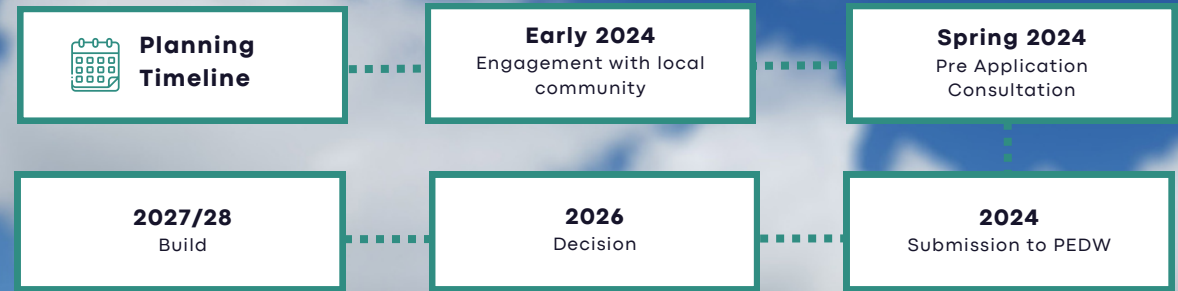 Planning
Timeline
Early 2024
Engagement with local
community
Spring 2024
Pre Application
Consultation
2024
Submission to PEDW
2026
Decision
2027/28
Build